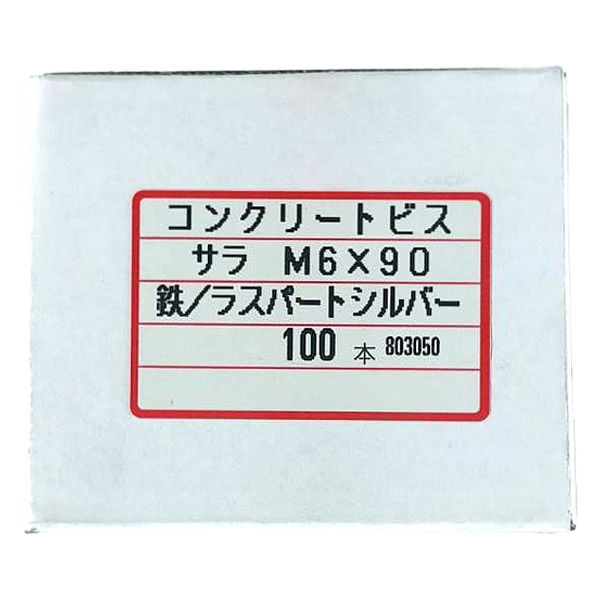 コンクリートビス
サラ M6×90
鉄/ラスパートシルバー
100 本 803050